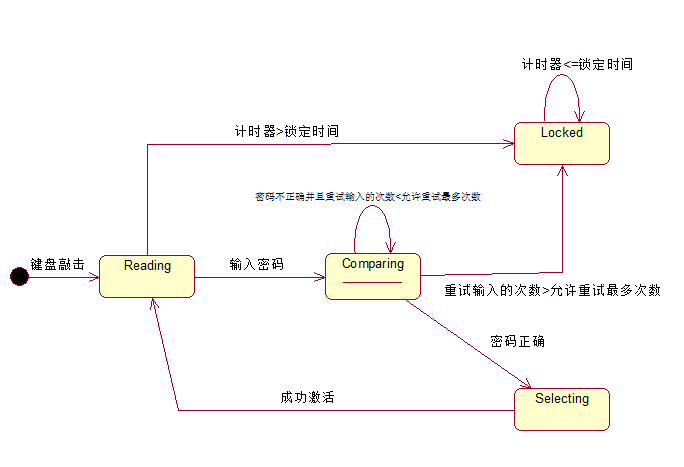 计时器<=锁定时间
Locked
计时器>锁定时间
密码不正确并且重试输入的次数<允许重试最多次数
键盘敲击
Reading
输入密码
Comparing
重试输入的次数>允许重试最多次数
密码正确
成功激活
Selecting